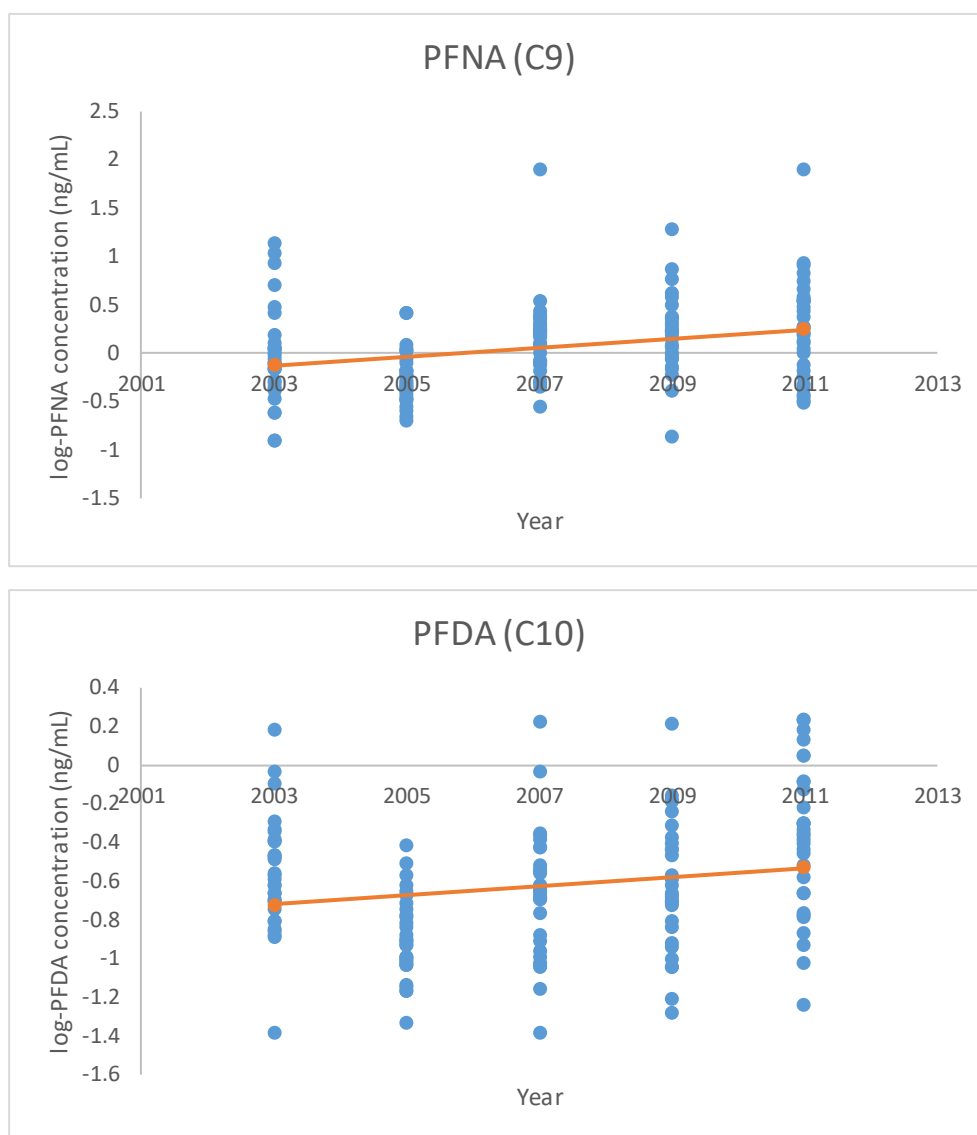 PFNA (C9)
2.5
2
1.5
1
0.5
0
-0.5
-1
-1.5
2001 2003 2005 2007 2009 2011 2013
log-PFNA concentration (ng/mL)
Year
PFDA (C10)
0.4
0.2
0
-0.2
-0.4
-0.6
-0.8
-1
-1.2
-1.4
-1.6
2001 2003 2005 2007 2009 2011 2013
log-PFDA concentration (ng/mL)
Year